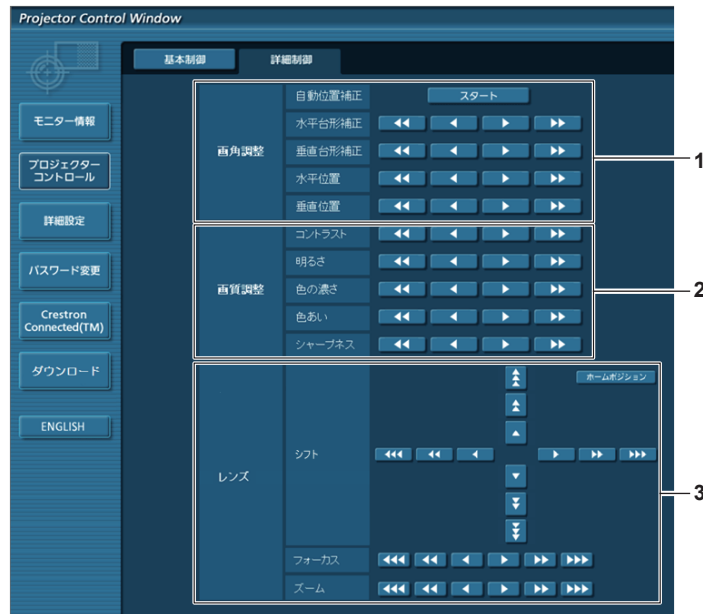 Projector Control Window
基本制御
詳細制御
モニター情報
プロジェクター
コントロール
詳細設定
パスワード変更
Crestron
Connected(TM)
ダウンロード
ENGLISH
画角調整
自動位置補正
スタート
水平台形補正
垂直台形補正
水平位置
垂直位置
1
画質調整
コントラスト
明るさ
色の濃さ
色あい
シャープネス
2
レンズ
シフト
ホームポジション
フォーカス
ズーム
3